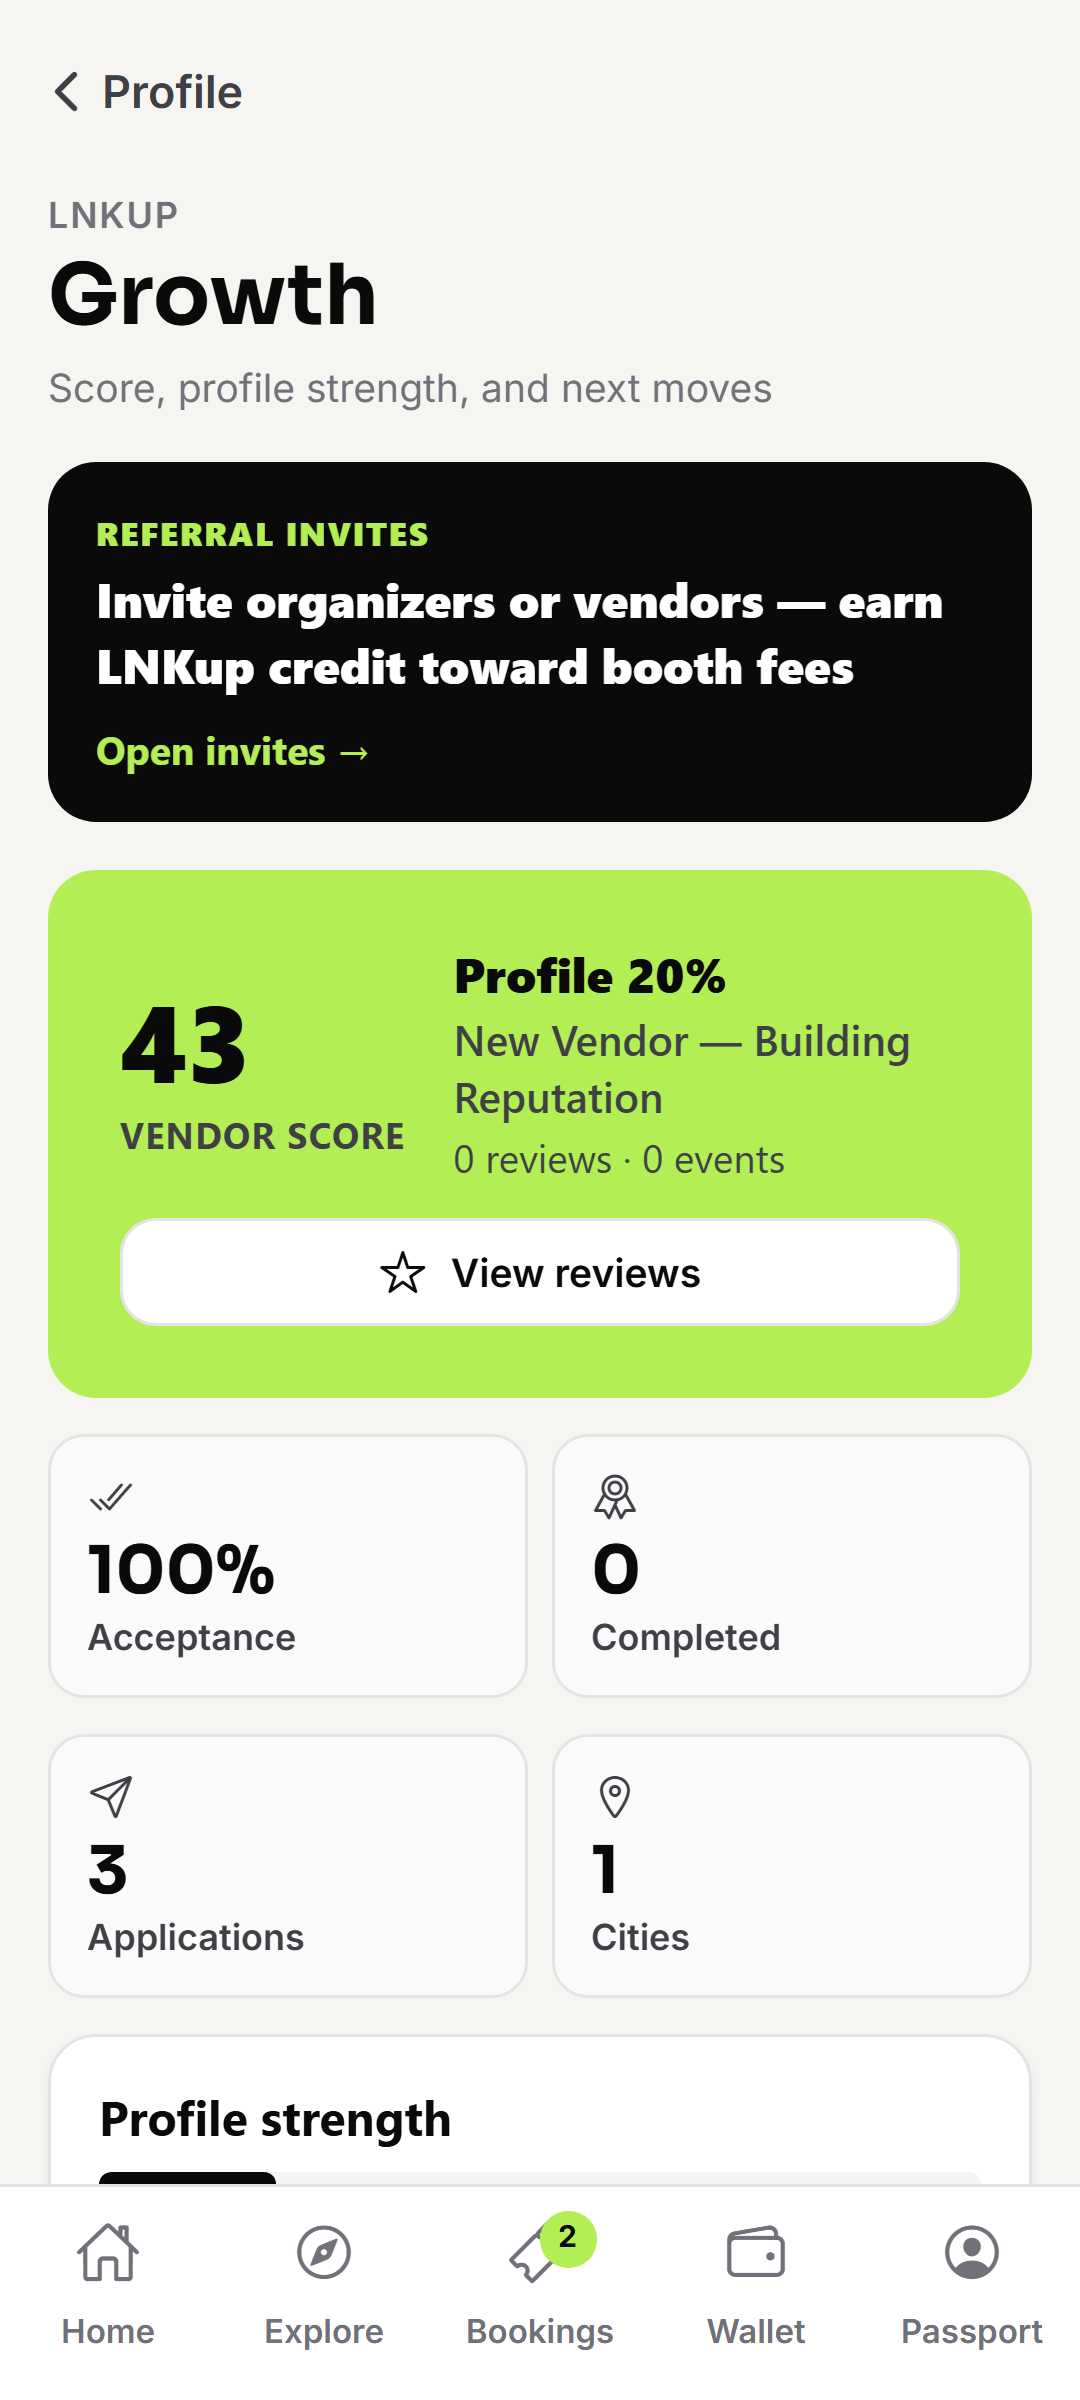 Profile
LNKUP
Growth
Score, profile strength, and next moves
REFERRAL INVITES
Invite organizers or vendors — earn
LNKup credit toward booth fees
Open invites →
43
VENDOR SCORE
Profile 20%
New Vendor — Building
Reputation
0 reviews · 0 events
View reviews
100%
Acceptance
0
Completed
3
Applications
1
Cities
Profile strength
2
Home
Explore
Bookings
Wallet
Passport